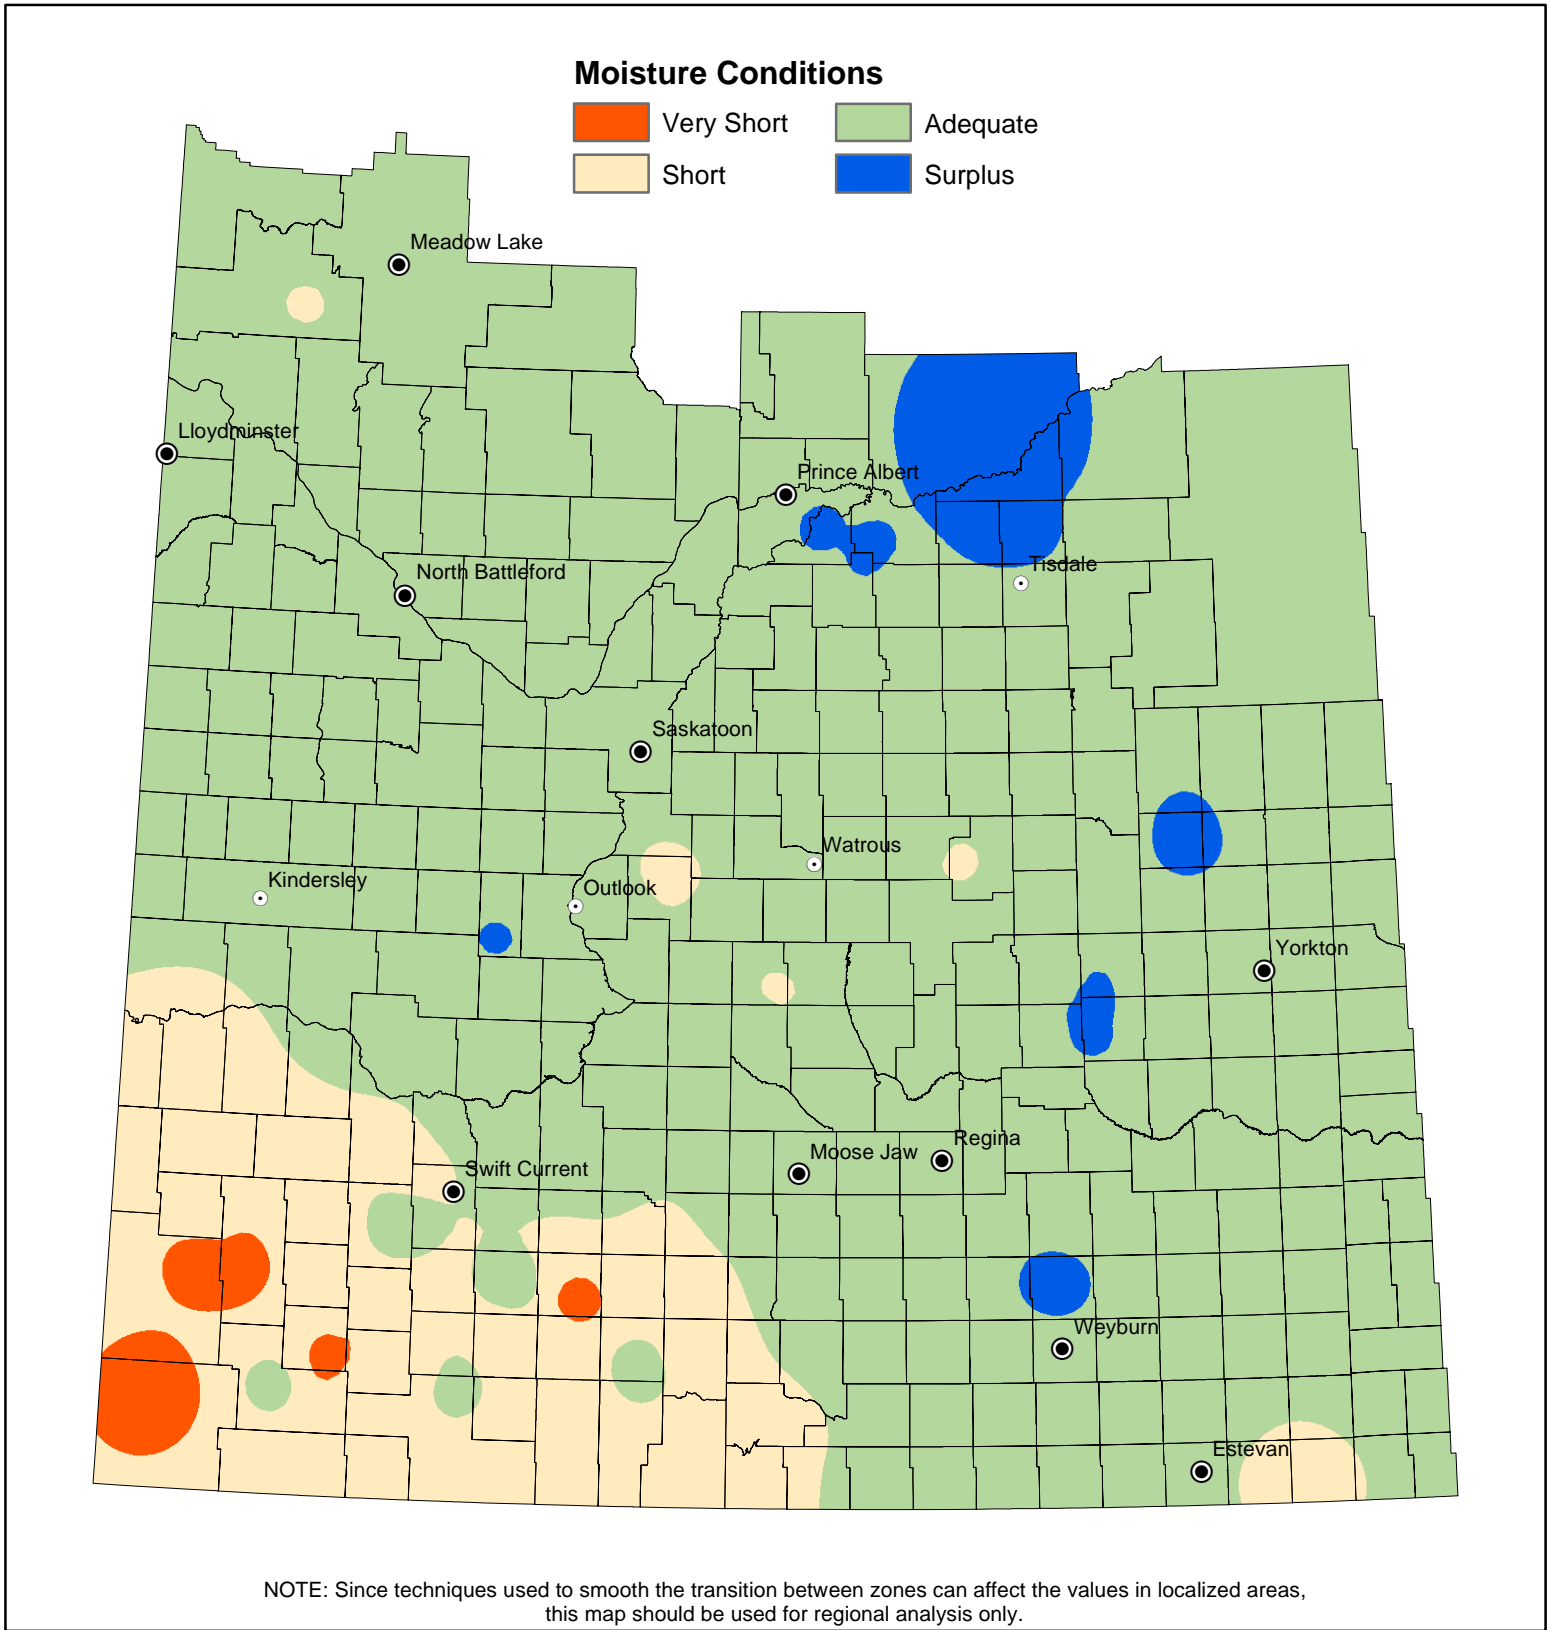 Moisture Conditions
Very Short
Adequate
Short
Surplus
Meadow Lake
Lloydminster
Prince Albert
Tisdale
North Battleford
Saskatoon
Watrous
Kindersley
Outlook
Yorkton
Regina
Moose Jaw
Swift Current
Weyburn
Estevan
NOTE: Since techniques used to smooth the transition between zones can affect the values in localized areas,
this map should be used for regional analysis only.